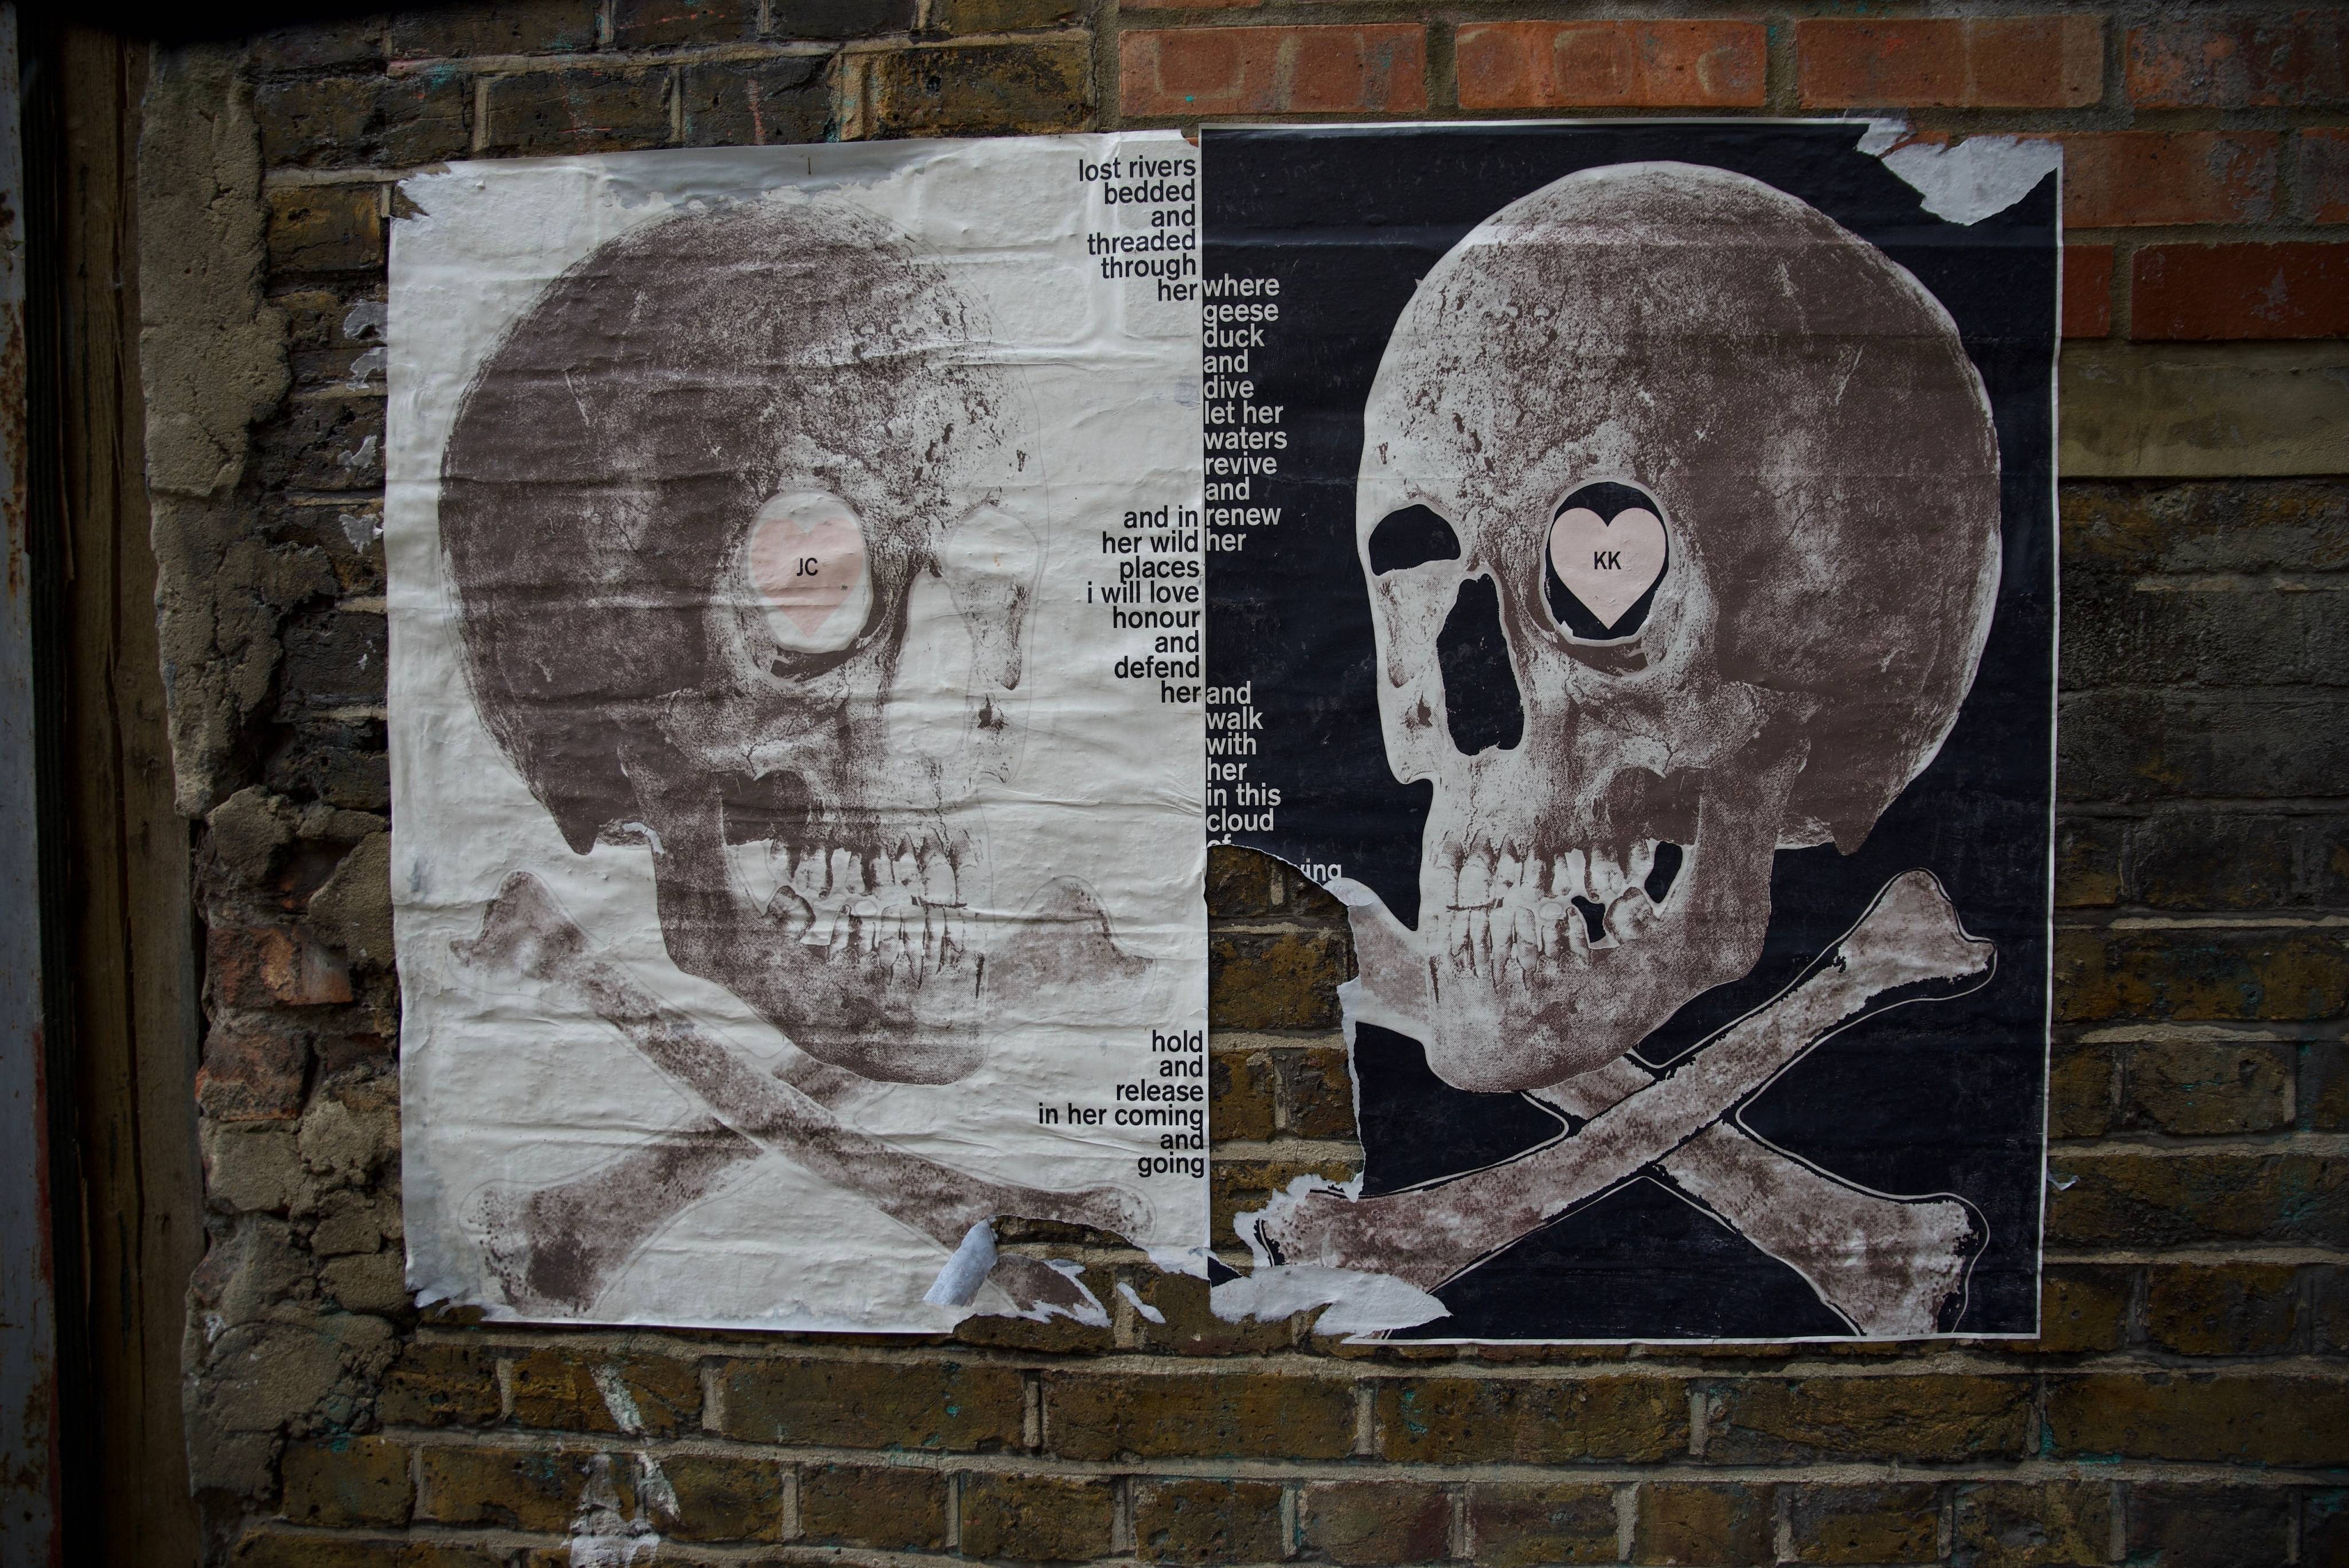 lost rivers
bedded
and
threaded
through
her
where
geese
duck
and
dive
let her
waters
revive
and
renew
her
and in
her wild
places
i will love
honour
and
defend
her
and
walk
with
her
in this
cloud
of
hold
and
release
in her coming
and
going
JC
KK